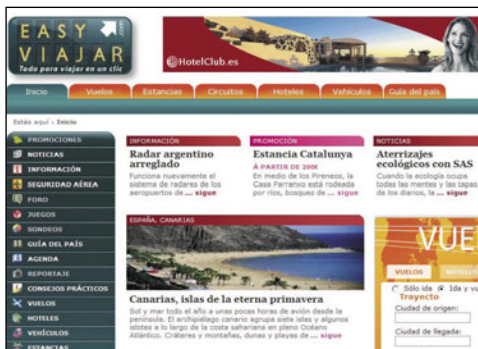 EASY
VIAJAR
.COM
Todo para viajar en un clic
HotelClub.es
Inicio
Vuelos
Estancias
Circuitos
Hoteles
Vehículos
Guía del país
Estás aquí : Inicio
PROMOCIONES
NOTICIAS
INFORMACIÓN
SEGURIDAD AÉREA
FORO
JUEGOS
SONDEOS
GUÍA DEL PAÍS
AGENDA
REPORTAJE
CONSEJOS PRÁCTICOS
VUELOS
HOTELES
VEHÍCULOS
ESTANCIAS
INFORMACIÓN
Radar argentino
arreglado
Funciona nuevamente el
sistema de radares de los
aeropuertos de ... sigue
PROMOCIÓN
Estancia Catalunya
À PARTIR DE 200€
En medio de los Pireneos, la
Casa Parranxo está rodeada
por ríos, bosques de ... sigue
NOTICIAS
Aterrizajes
ecológicos con SAS
Cuando la ecología ocupa
todas las mentes y las tapas
de los diarios, la ... sigue
ESPAÑA, CANARIAS
Canarias, islas de la eterna primavera
Sol y mar todo el año a unas pocas horas de avión desde la
península. El archipiélago canario agrupa siete islas y algunos
islotes a lo largo de la costa sahariana en pleno Océano
Atlántico. Cráteres y montañas, dunas y playas de ... sigue
VUE
VUELOS
HOTELES
Sólo ida
Ida y vu
Trayecto
Ciudad de origen:
Ciudad de llegada: